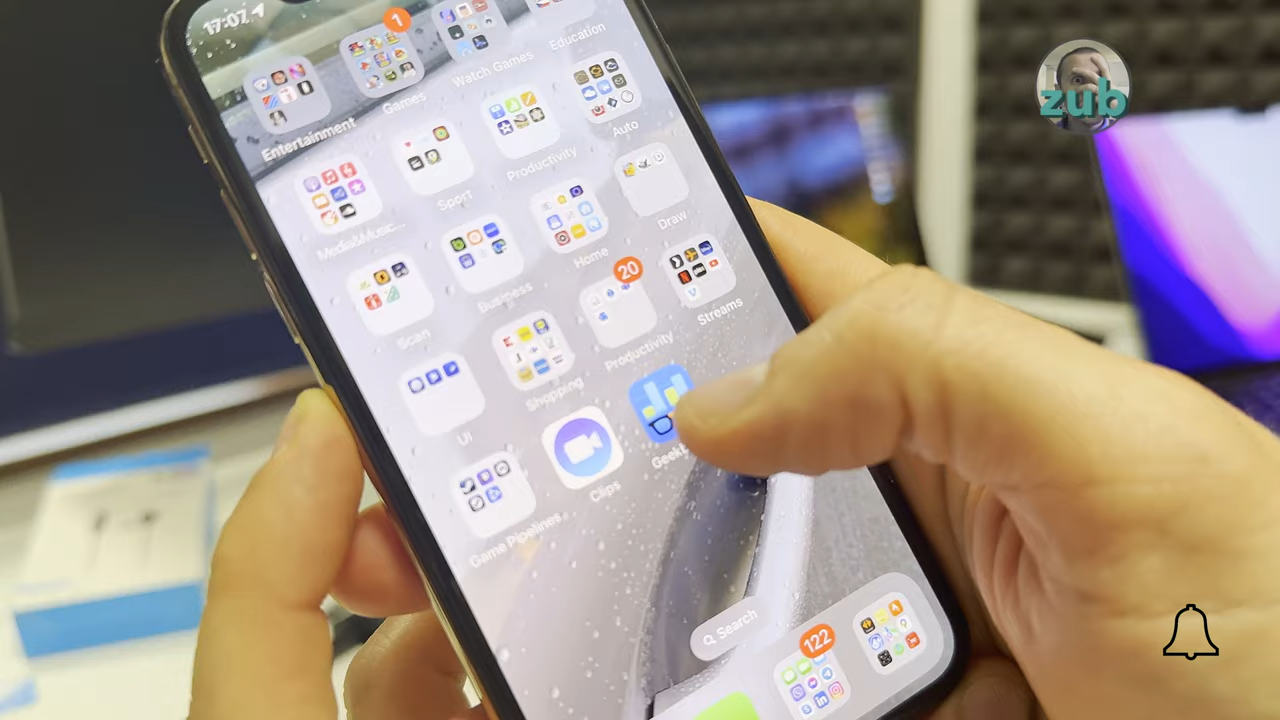 17:07
1
Education
Watch Games
Games
Entertainment
Auto
Productivity
Sport
Media&Music...
Draw
Home
Business
Scan
20
Streams
Productivity
Shopping
UI
Geek
Clips
Game Pipelines
Search
122
zub